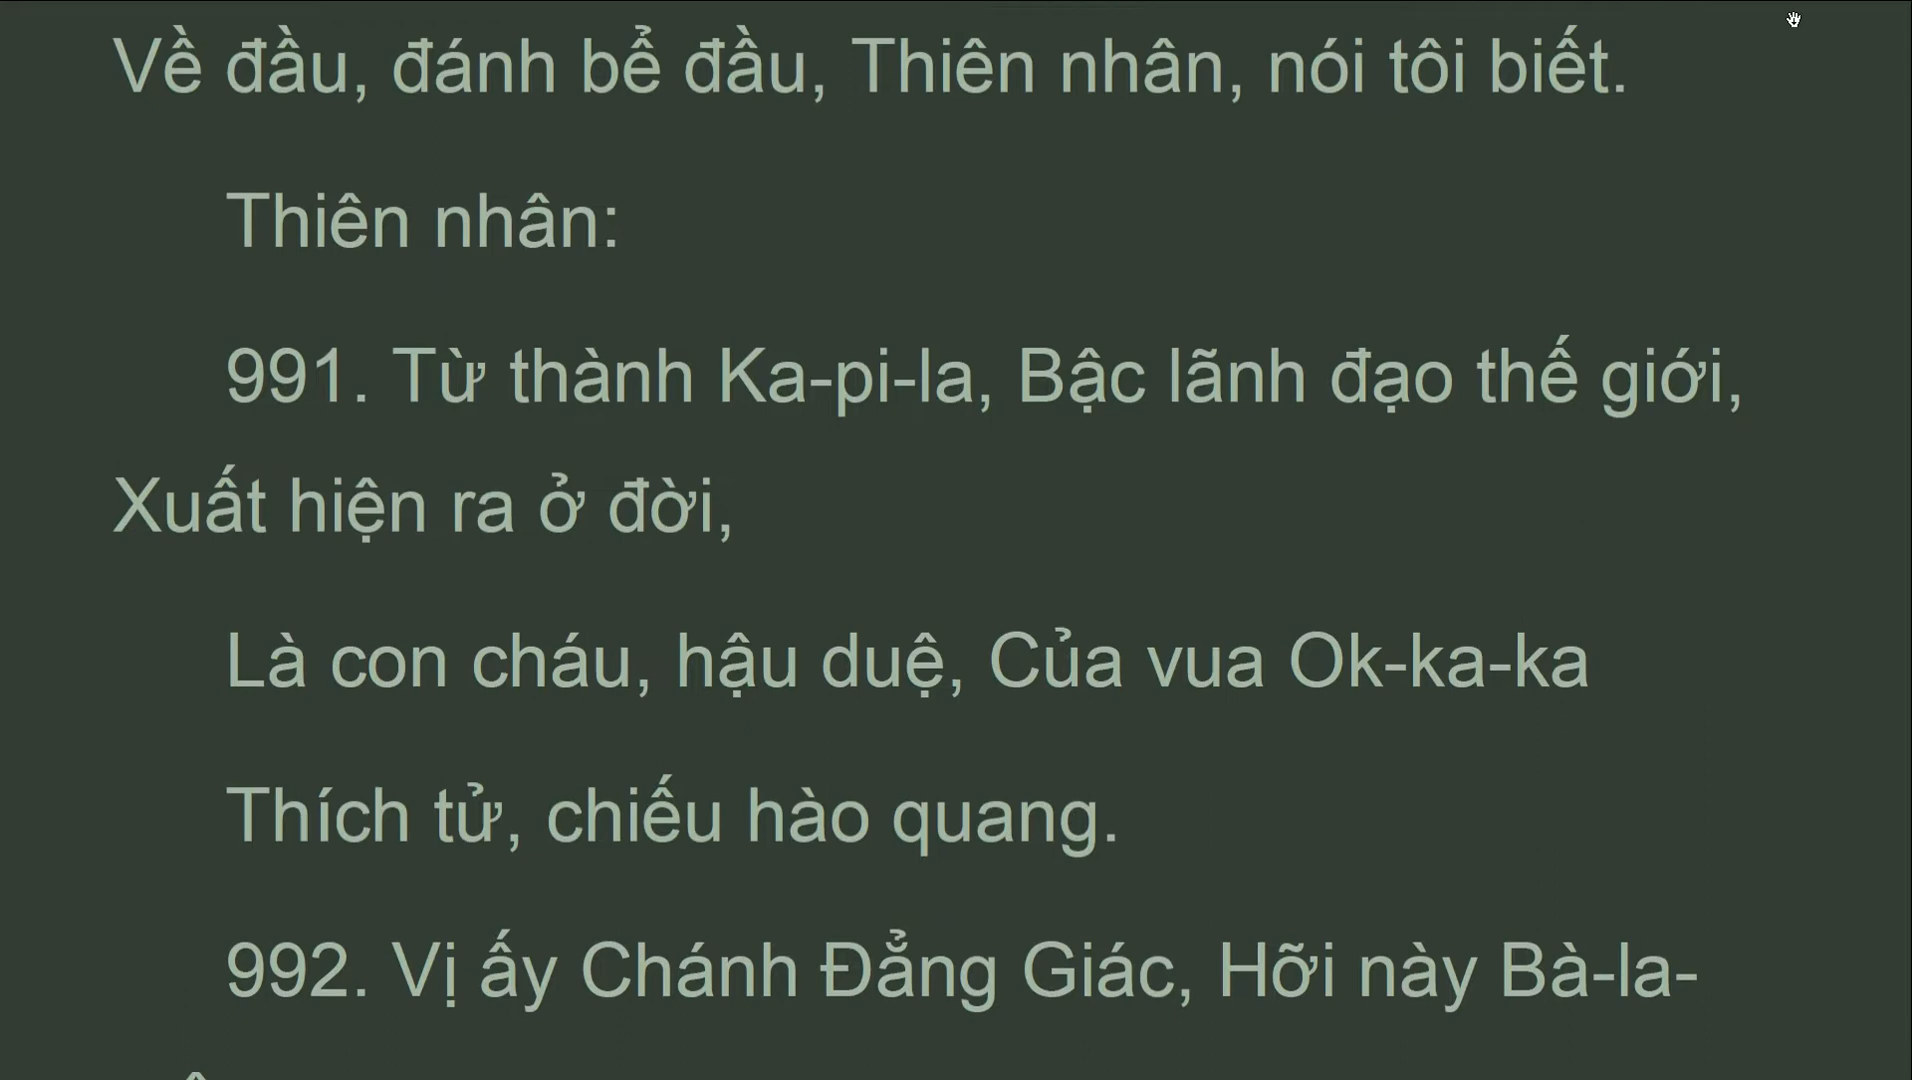 Về đầu, đánh bể đầu, Thiên nhân, nói tôi biết.
Thiên nhân:
991. Từ thành Ka-pi-la, Bậc lãnh đạo thế giới,
Xuất hiện ra ở đời,
Là con cháu, hậu duệ, Của vua Ok-ka-ka
Thích tử, chiếu hào quang.
992. Vị ấy Chánh Đẳng Giác, Hỡi này Bà-la-